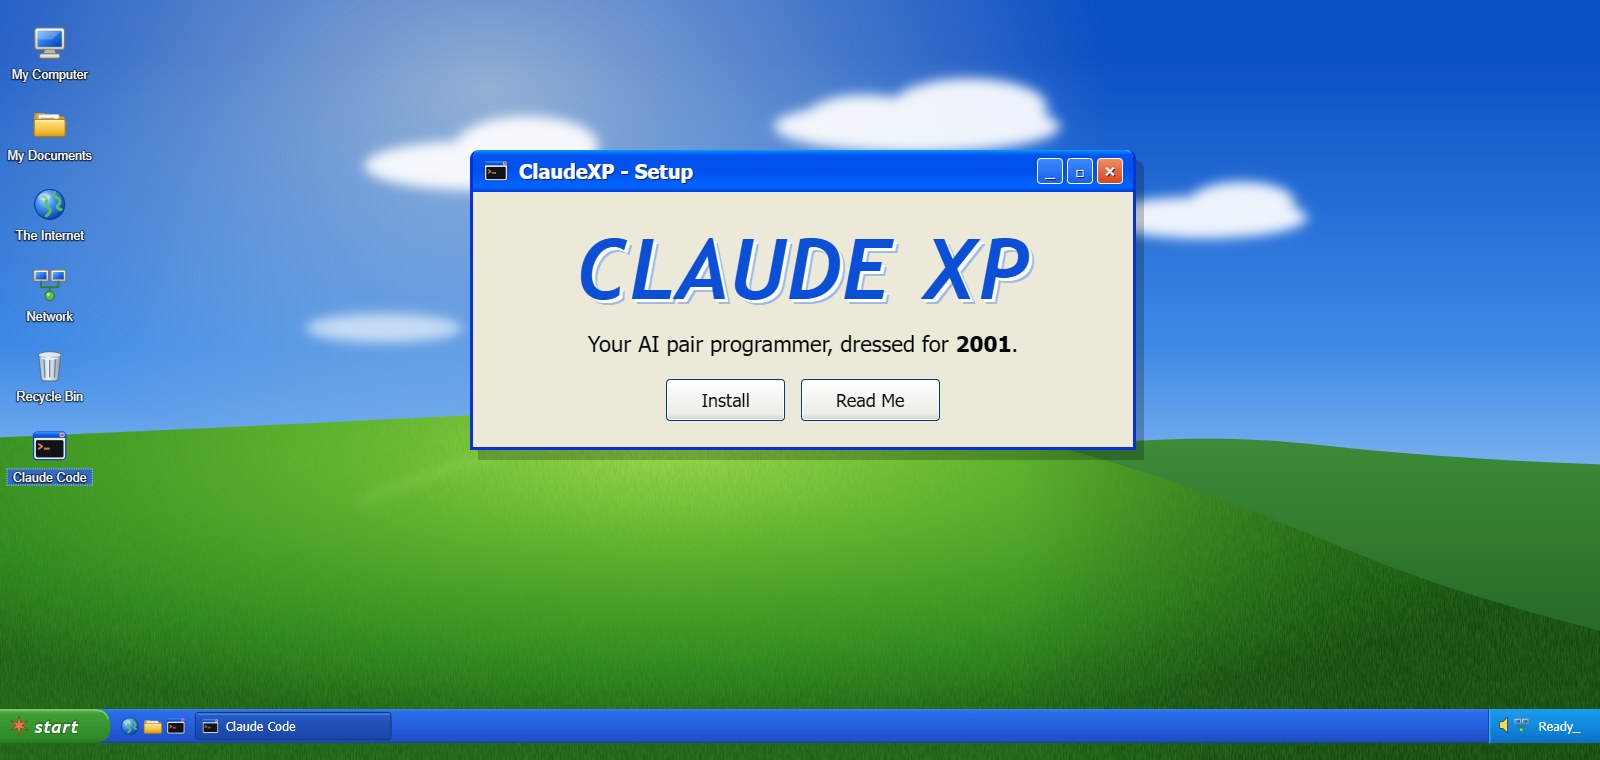 My Computer
My Documents
The Internet
Network
Recycle Bin
Claude Code
ClaudeXP - Setup
CLAUDE XP
Your AI pair programmer, dressed for 2001.
Install
Read Me
start
Claude Code
Ready_